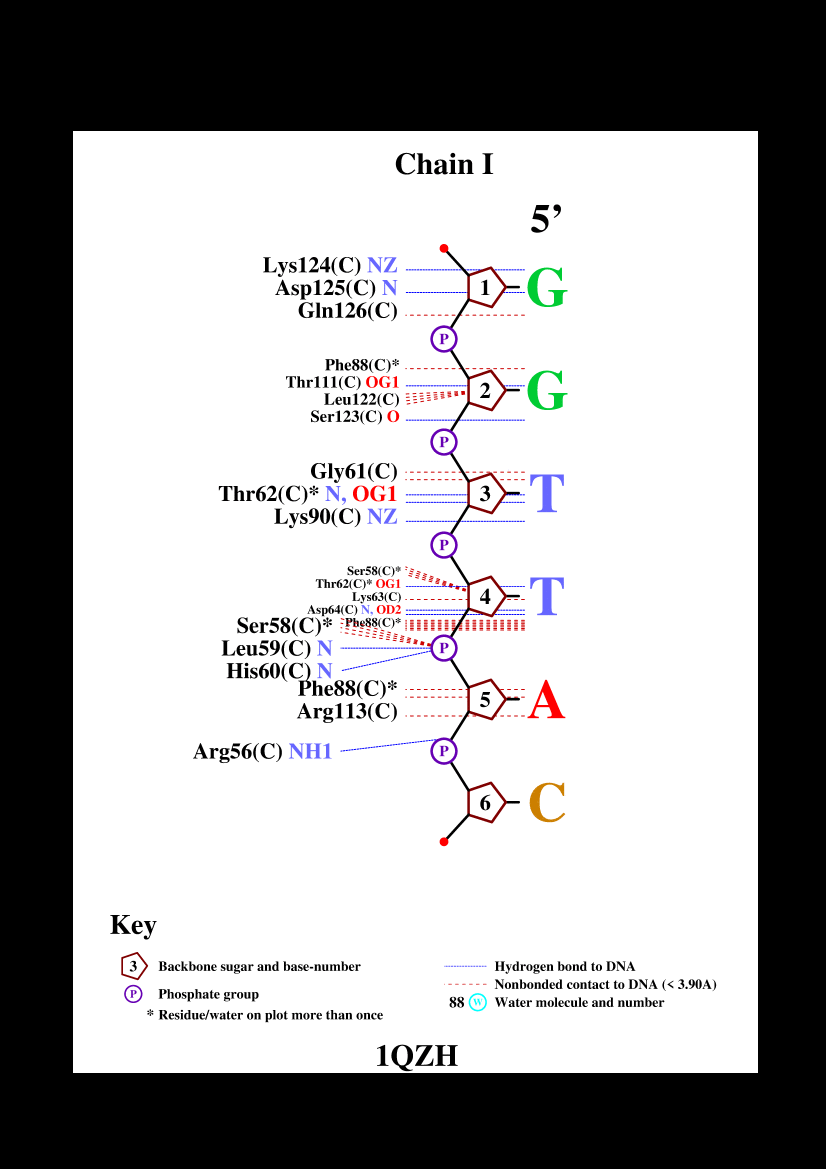 Chain I
5’
Lys124(C) NZ
Asp125(C) N
Gln126(C)
1 G
P
Phe88(C)*
Thr111(C) OG1
Leu122(C)
Ser123(C) O
2 G
P
Gly61(C)
Thr62(C)* N, OG1
Lys90(C) NZ
3 T
P
Ser58(C)*
Thr62(C)* OG1
Lys63(C)
Asp64(C) N, OD2
Phe88(C)*
4 T
Ser58(C)*
Leu59(C) N
His60(C) N
P
Phe88(C)*
Arg113(C)
5 A
Arg56(C) NH1
P
6 C
Key
3 Backbone sugar and base-number
P Phosphate group
* Residue/water on plot more than once
Hydrogen bond to DNA
Nonbonded contact to DNA (< 3.90A)
88 W Water molecule and number
1QZH